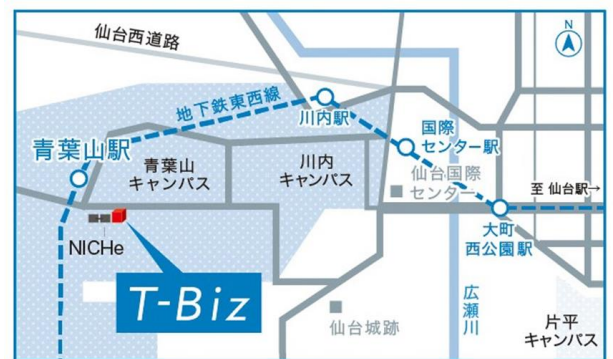 仙台西道路
N
地下鉄東西線
川内駅
青葉山駅
国際
センター駅
青葉山
キャンパス
川内
キャンパス
仙台国際
センター
至 仙台駅→
大町
西公園駅
NICHe
T-Biz
広瀬川
仙台城跡
片平
キャンパス